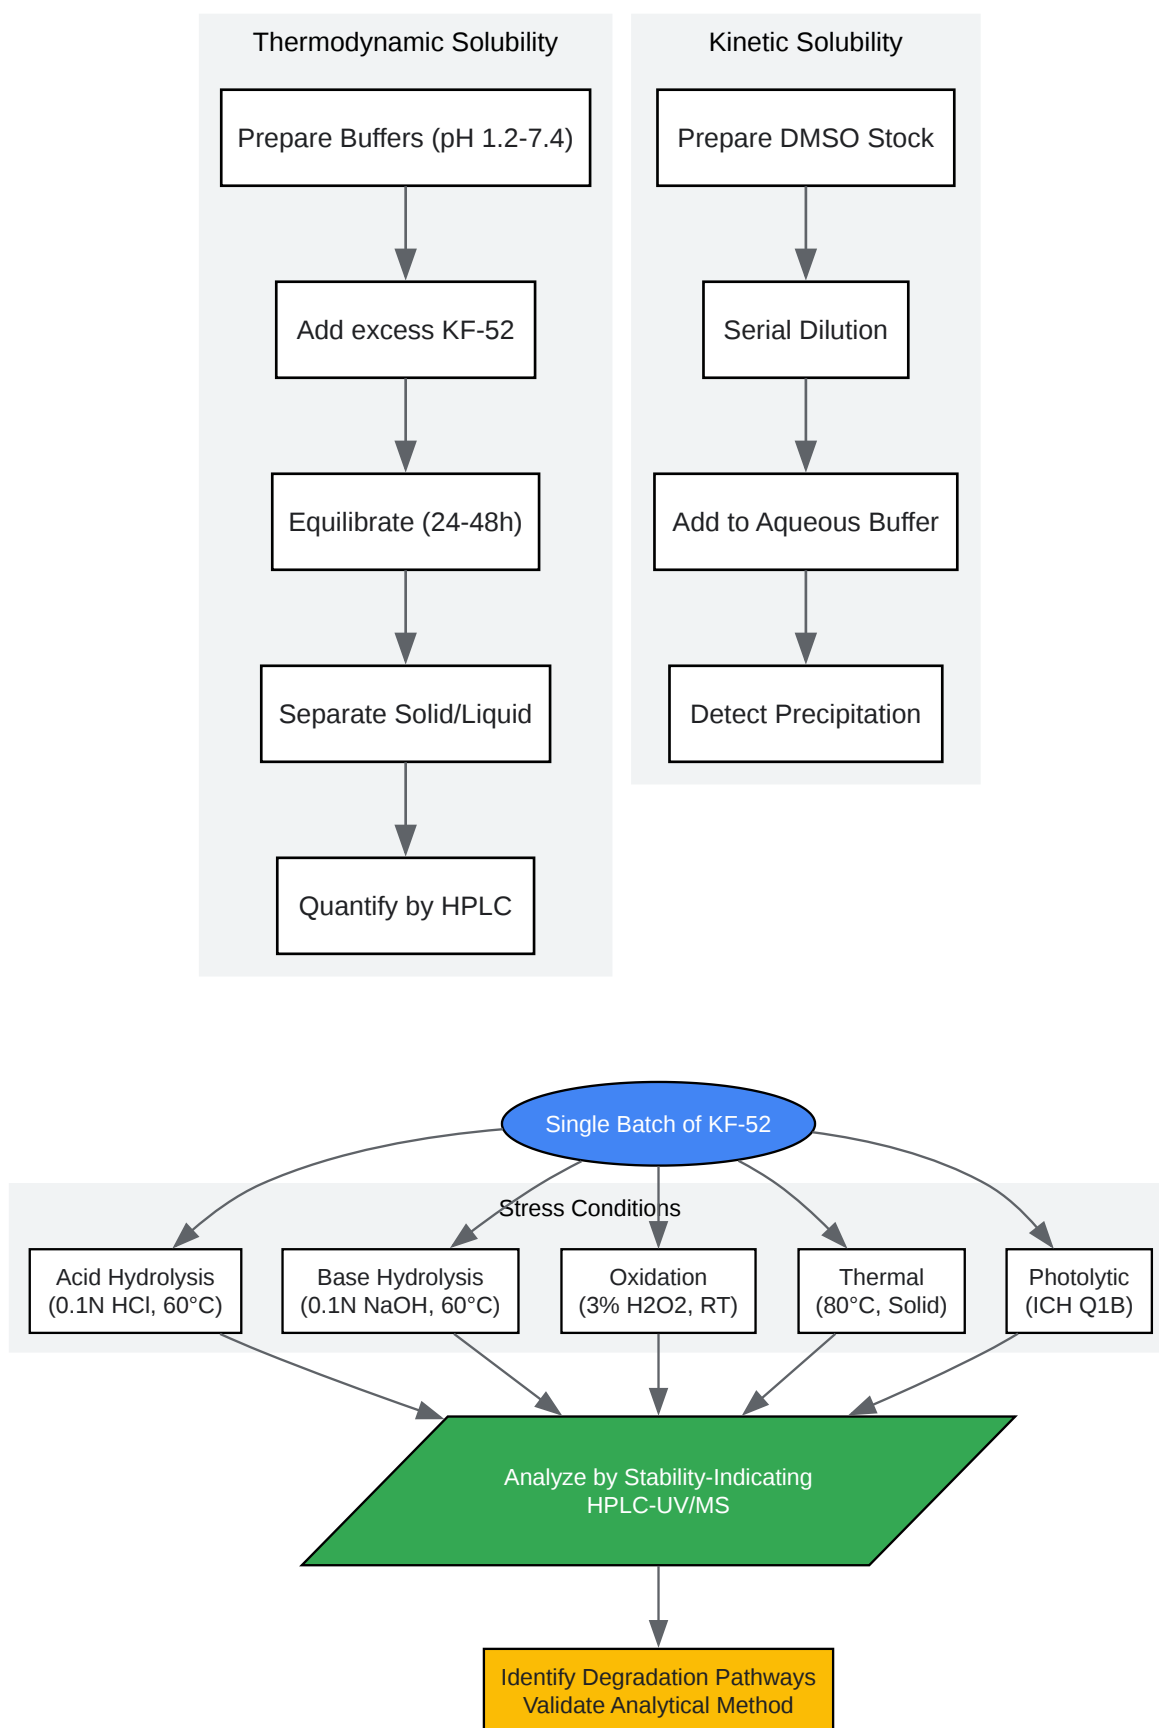 Thermodynamic Solubility
Prepare Buffers (pH 1.2-7.4)
Add excess KF-52
Equilibrate (24-48h)
Separate Solid/Liquid
Quantify by HPLC
Kinetic Solubility
Prepare DMSO Stock
Serial Dilution
Add to Aqueous Buffer
Detect Precipitation
Single Batch of KF-52
Stress Conditions
Acid Hydrolysis
(0.1N HCl, 60°C)
Base Hydrolysis
(0.1N NaOH, 60°C)
Oxidation
(3% H2O2, RT)
Thermal
(80°C, Solid)
Photolytic
(ICH Q1B)
Analyze by Stability-Indicating
HPLC-UV/MS
Identify Degradation Pathways
Validate Analytical Method